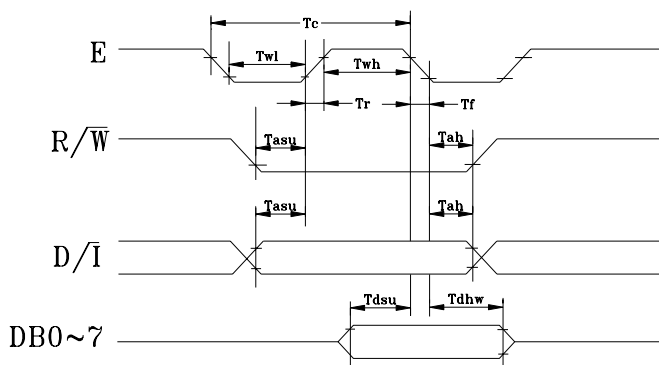 Tc
E
Twl
Twh
Tr
Tf
R/W̅
Tasu
Tah
Tasu
Tah
D/I̅
Tdsu
Tdhw
DB0~7